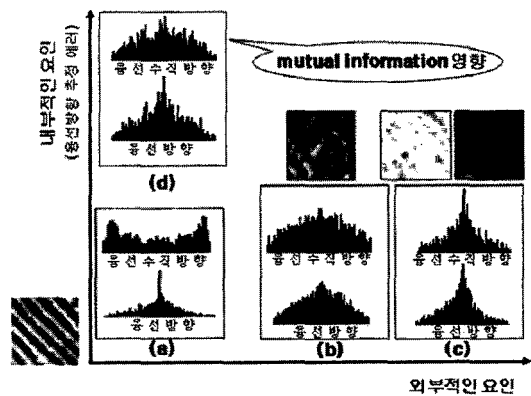 내부적인 요인
(융선방향 추정 에러)
융선수직방향
융선방향
(d)
mutual information 영향
융선수직방향
융선방향
(a)
융선수직방향
융선방향
(b)
융선수직방향
융선방향
(c)
외부적인 요인